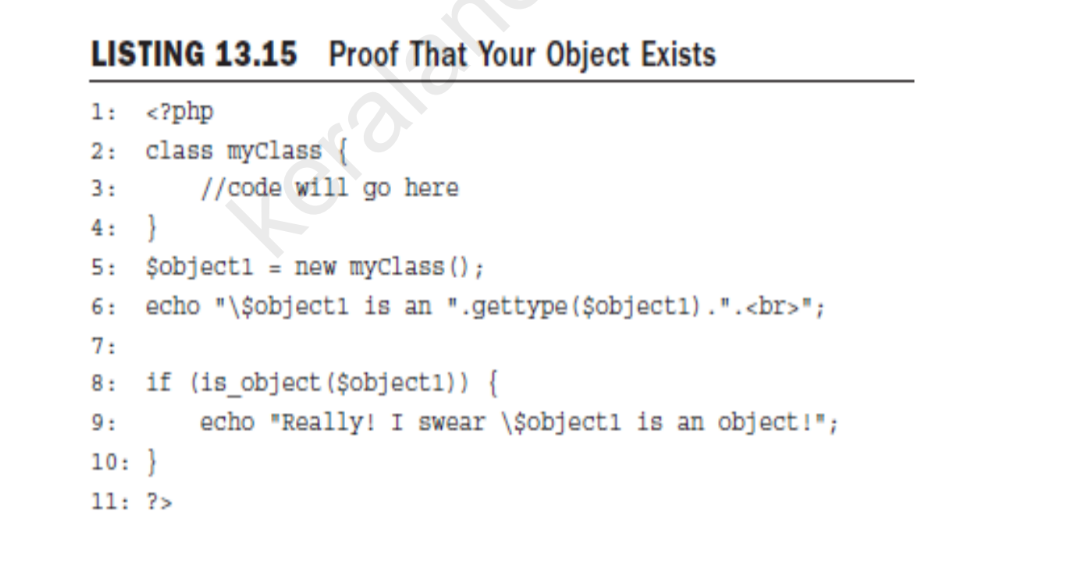 LISTING 13.15 Proof That Your Object Exists
1: <?php
2: class myClass {
3:     //code will go here
4: }
5: $object1 = new myClass();
6: echo "\$object1 is an ".gettype($object1).".<br>";
7:
8: if (is_object($object1)) {
9:     echo "Really! I swear \$object1 is an object!";
10: }
11: ?>